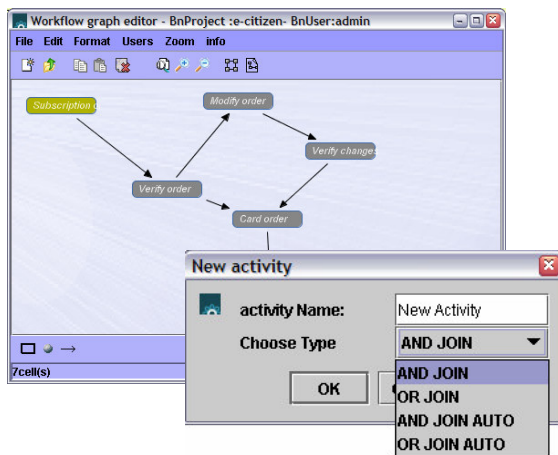 Workflow graph editor - BnProject :e-citizen- BnUser:admin
File Edit Format Users Zoom info
Subscription
Modify order
Verify change
Verify order
Card order
7cell(s)
New activity
activity Name: New Activity
Choose Type AND JOIN
OK
AND JOIN
OR JOIN
AND JOIN AUTO
OR JOIN AUTO